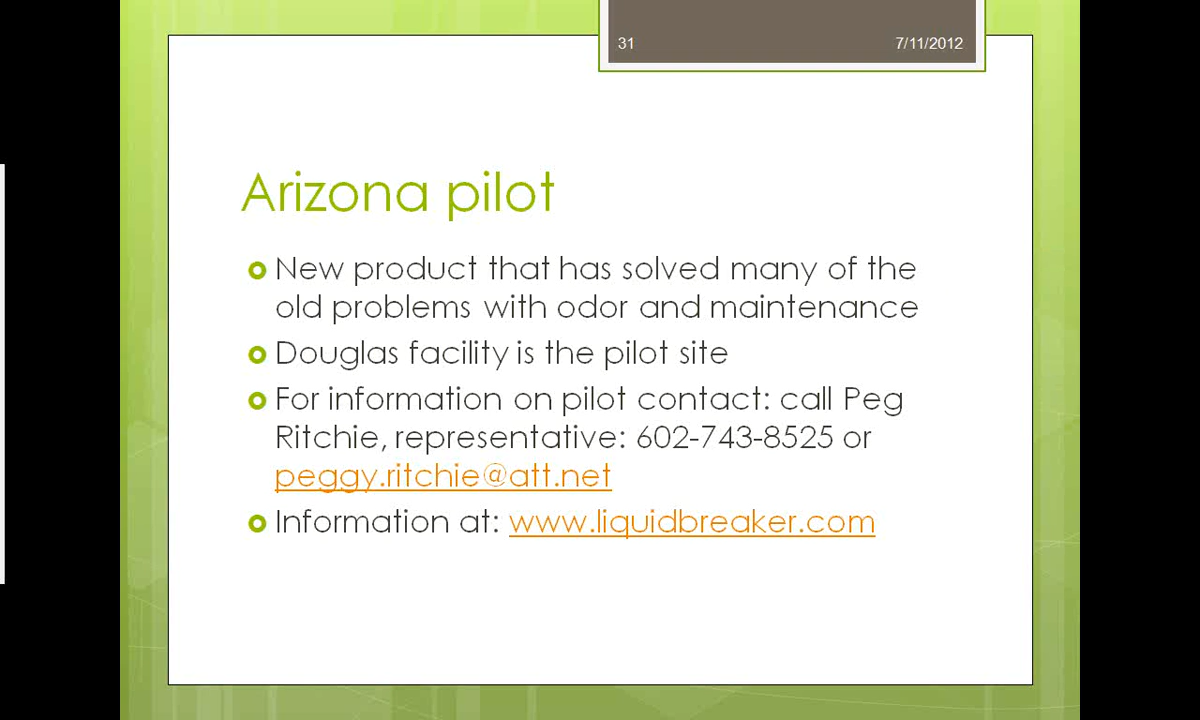 31 7/11/2012
Arizona pilot
New product that has solved many of the
old problems with odor and maintenance
Douglas facility is the pilot site
For information on pilot contact: call Peg
Ritchie, representative: 602-743-8525 or
peggy.ritchie@att.net
Information at: www.liquidbreaker.com